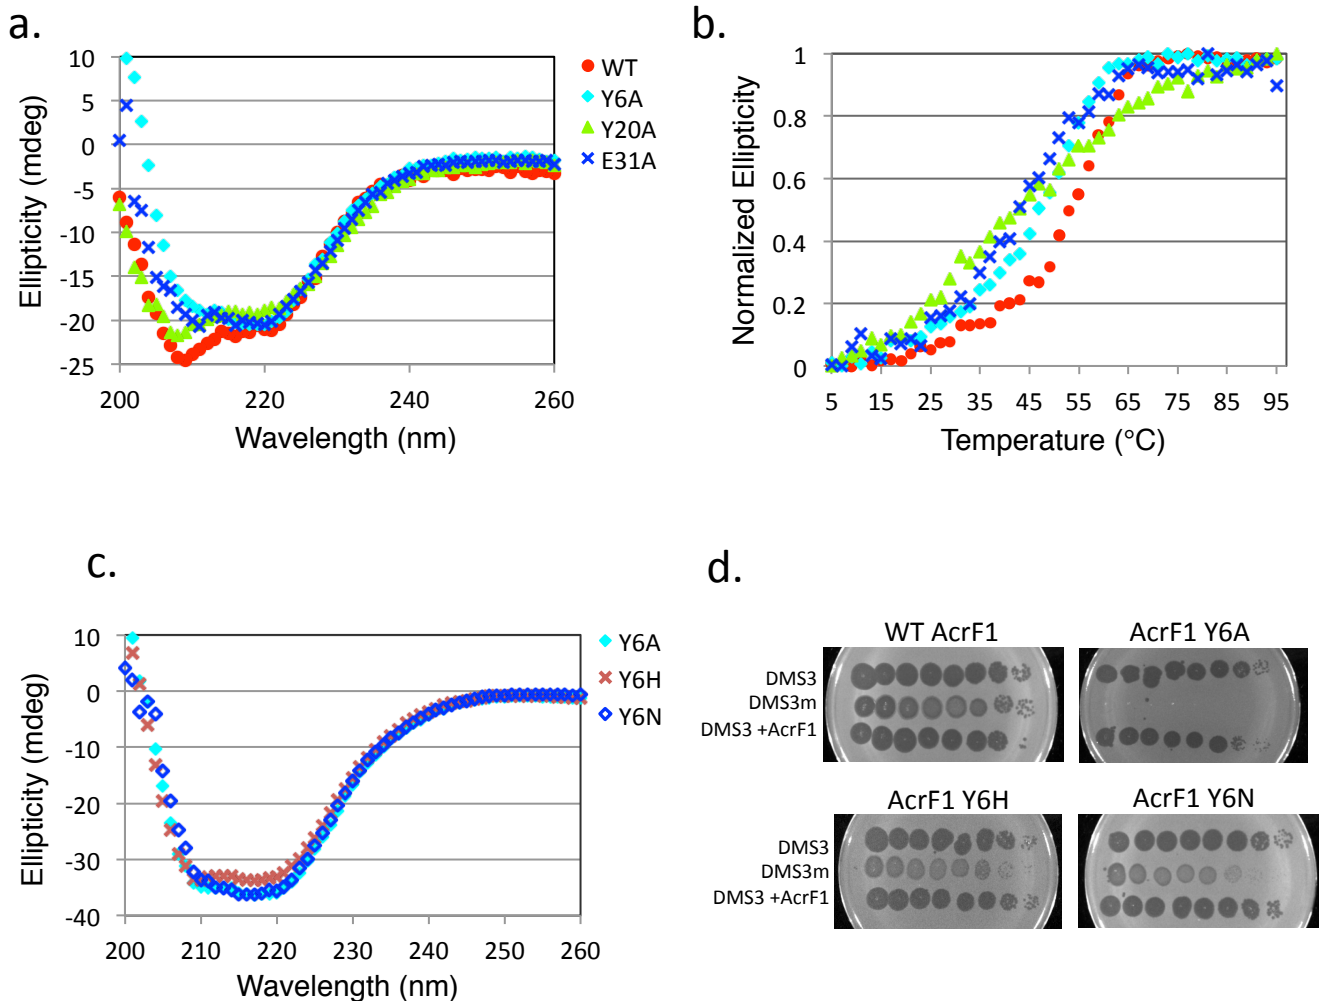 a.
10
5
0
-5
-10
-15
-20
-25
200 220 240 260
Ellipticity (mdeg)
Wavelength (nm)
WT
Y6A
Y20A
E31A
b.
1
0.8
0.6
0.4
0.2
0
5 15 25 35 45 55 65 75 85 95
Normalized Ellipticity
Temperature (°C)
c.
10
0
-10
-20
-30
-40
200 210 220 230 240 250 260
Ellipticity (mdeg)
Wavelength (nm)
Y6A
Y6H
Y6N
d.
WT AcrF1
AcrF1 Y6A
DMS3
DMS3m
DMS3 +AcrF1
AcrF1 Y6H
AcrF1 Y6N
DMS3
DMS3m
DMS3 +AcrF1